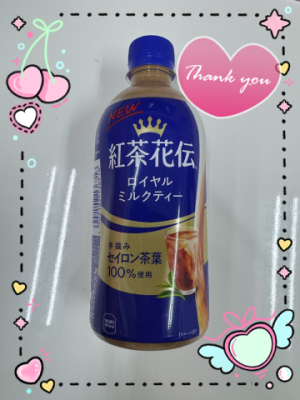 Thank you
NEW
紅茶花伝
ロイヤル
ミルクティー
手摘み
セイロン茶葉
100%使用